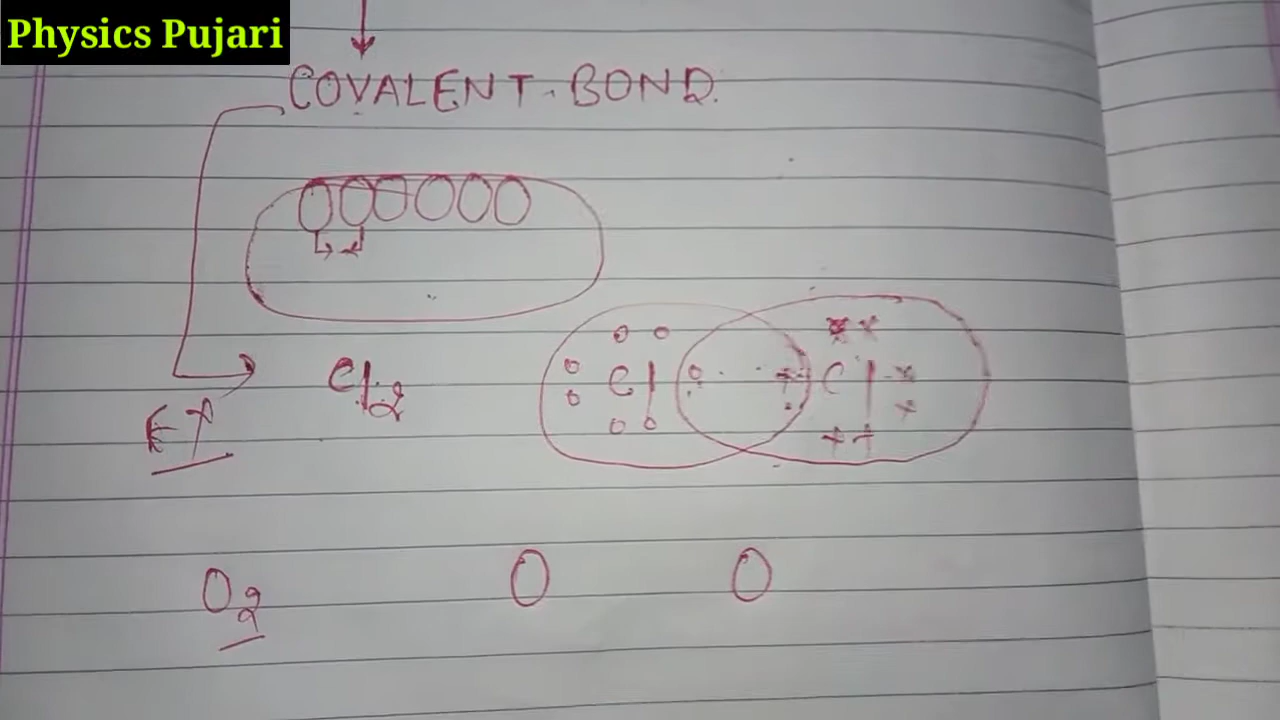 Physics Pujari
COVALENT BOND.
Cl2
Cl Cl
Ex
O2 O O